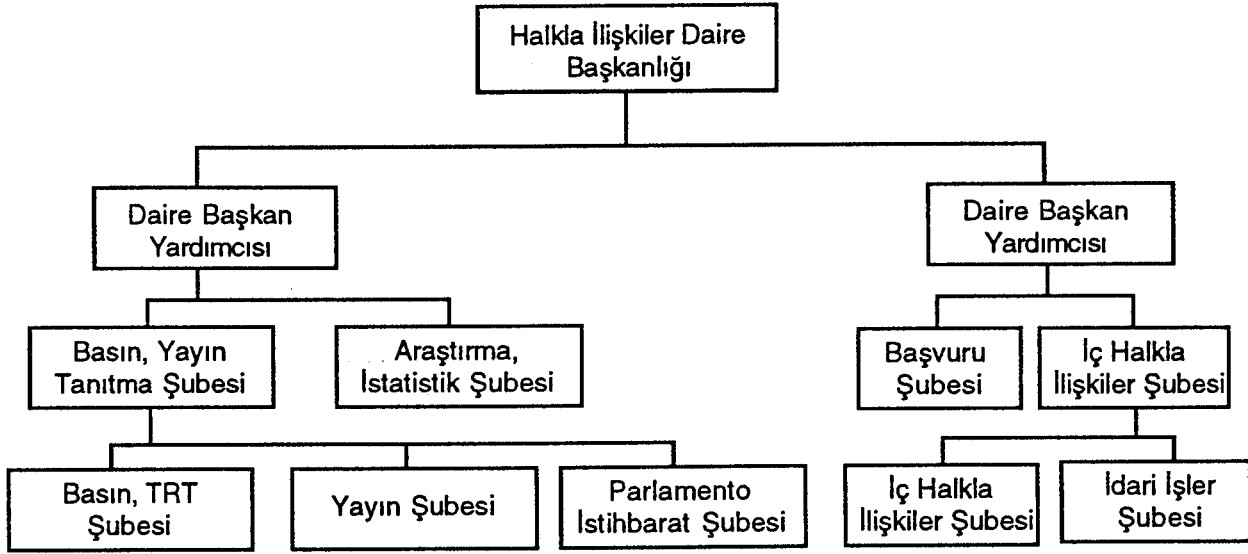 Halkla İlişkiler Daire
Başkanlığı
Daire Başkan
Yardımcısı
Daire Başkan
Yardımcısı
Basın, Yayın
Tanıtma Şubesi
Araştırma,
İstatistik Şubesi
Başvuru
Şubesi
İç Halkla
İlişkiler Şubesi
Basın, TRT
Şubesi
Yayın Şubesi
Parlamento
İstihbarat Şubesi
İç Halkla
İlişkiler Şubesi
İdari İşler
Şubesi